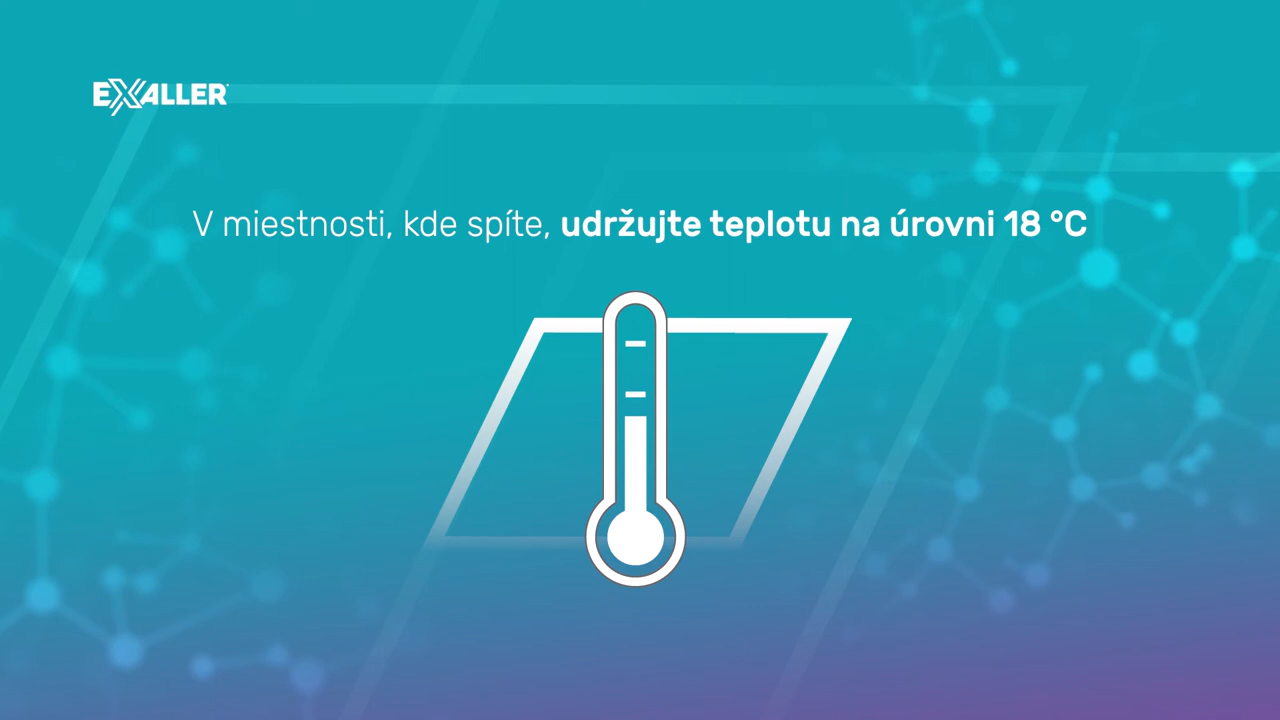 EXALLER
V miestnosti, kde spíte, udržujte teplotu na úrovni 18 °C